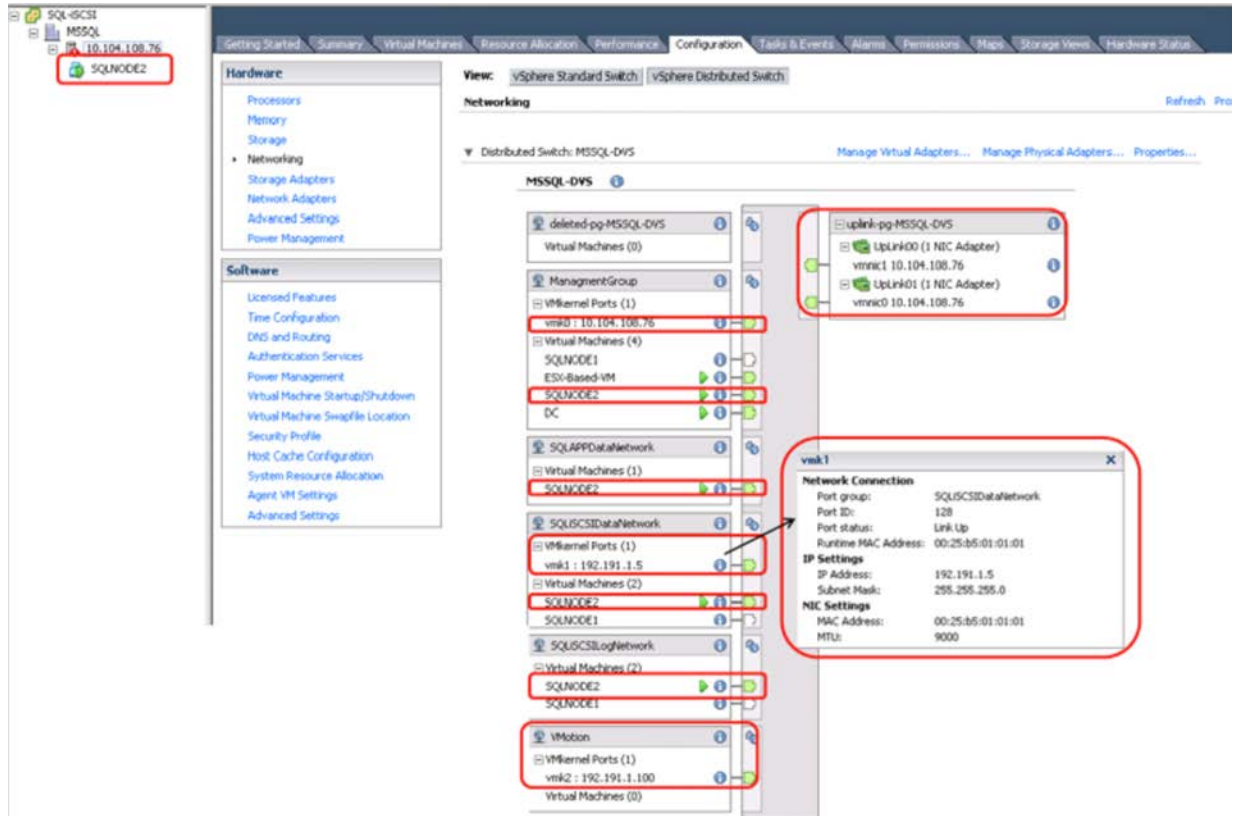 SQL-iSCSI
MSSQL
10.104.108.76
SQLNODE2
Getting Started Summary Virtual Machines Resource Allocation Performance Configuration Tasks & Events Alarms Permissions Maps Storage Views Hardware Status
Hardware
Processors
Memory
Storage
Networking
Storage Adapters
Network Adapters
Advanced Settings
Power Management
Software
Licensed Features
Time Configuration
DNS and Routing
Authentication Services
Power Management
Virtual Machine Startup/Shutdown
Virtual Machine Swapfile Location
Security Profile
Host Cache Configuration
System Resource Allocation
Agent VM Settings
Advanced Settings
View: vSphere Standard Switch vSphere Distributed Switch
Networking Refresh Pro
Distributed Switch: MSSQL-DVS Manage Virtual Adapters... Manage Physical Adapters... Properties...
MSSQL-DVS
deleted-pg-MSSQL-DVS
Virtual Machines (0)
ManagmentGroup
VMkernel Ports (1)
vmk0 : 10.104.108.76
Virtual Machines (4)
SQLNODE1
ESX-Based-VM
SQLNODE2
DC
SQLAPPDataNetwork
Virtual Machines (1)
SQLNODE2
SQLiSCSIDataNetwork
VMkernel Ports (1)
vmk1 : 192.191.1.5
Virtual Machines (2)
SQLNODE2
SQLNODE1
SQLiSCSILogNetwork
Virtual Machines (2)
SQLNODE2
SQLNODE1
VMotion
VMkernel Ports (1)
vmk2 : 192.191.1.100
Virtual Machines (0)
uplink-pg-MSSQL-DVS
UpLink00 (1 NIC Adapter)
vmnic1 10.104.108.76
UpLink01 (1 NIC Adapter)
vmnic0 10.104.108.76
vmk1 X
Network Connection
Port group: SQLiSCSIDataNetwork
Port ID: 128
Port status: Link Up
Runtime MAC Address: 00:25:b5:01:01:01
IP Settings
IP Address: 192.191.1.5
Subnet Mask: 255.255.255.0
NIC Settings
MAC Address: 00:25:b5:01:01:01
MTU: 9000